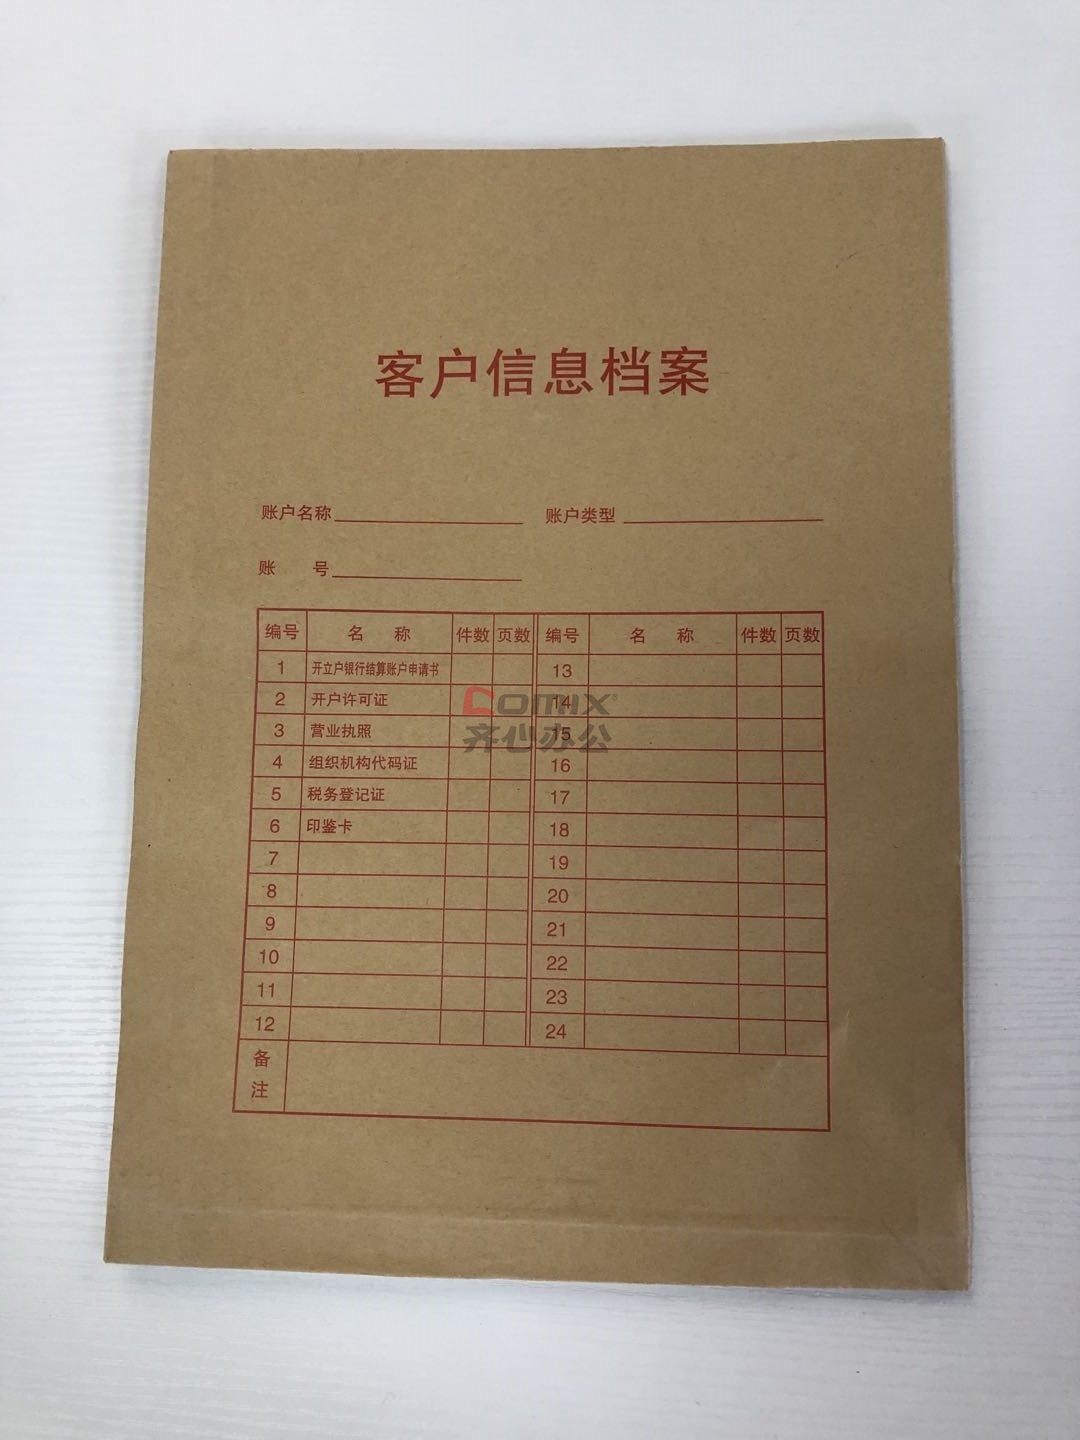 客户信息档案
账户名称 账户类型
账 号
编号 名 称 件数 页数 编号 名 称 件数 页数
1 开立户银行结算账户申请书 13
2 开户许可证 14
3 营业执照 15
4 组织机构代码证 16
5 税务登记证 17
6 印鉴卡 18
7 19
8 20
9 21
10 22
11 23
12 24
备注
COMIX®
齐心办公